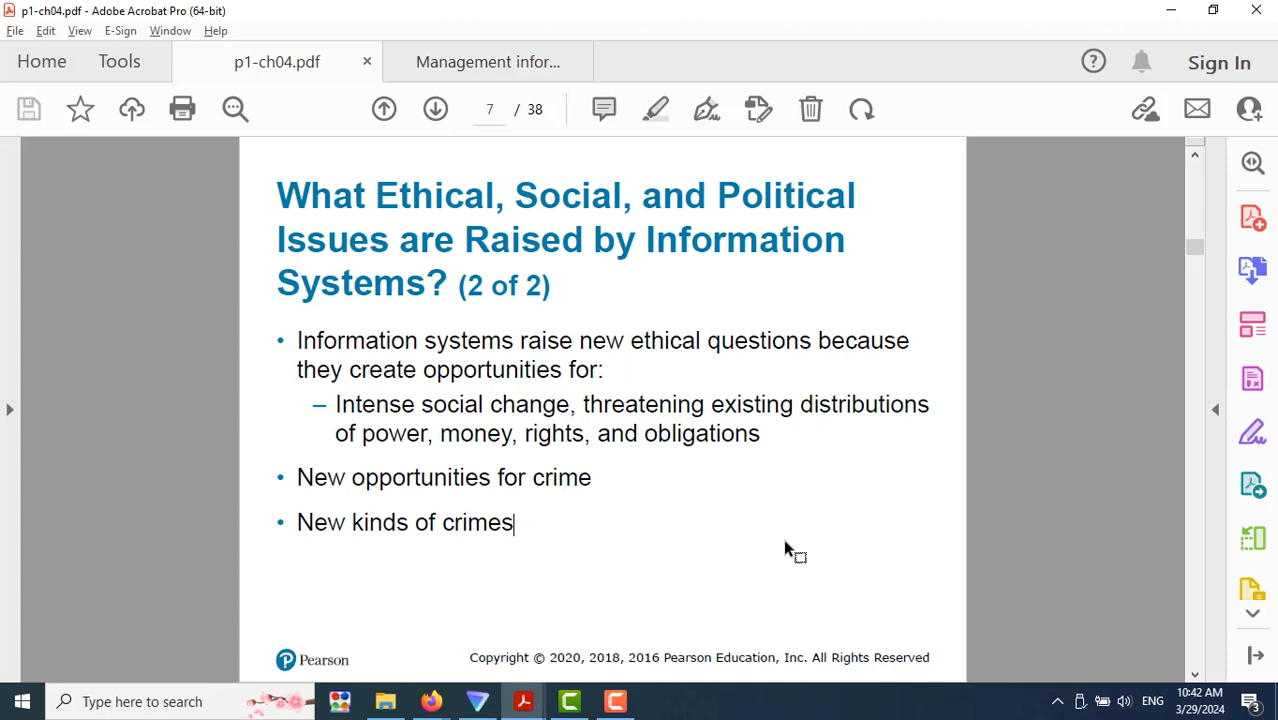 p1-ch04.pdf - Adobe Acrobat Pro (64-bit)
File Edit View E-Sign Window Help
Home Tools p1-ch04.pdf × Management infor... Sign In
7 / 38
What Ethical, Social, and Political
Issues are Raised by Information
Systems? (2 of 2)
• Information systems raise new ethical questions because
they create opportunities for:
– Intense social change, threatening existing distributions
of power, money, rights, and obligations
• New opportunities for crime
• New kinds of crimes
Pearson
Copyright © 2020, 2018, 2016 Pearson Education, Inc. All Rights Reserved
Type here to search
ENG
10:42 AM
3/29/2024
3